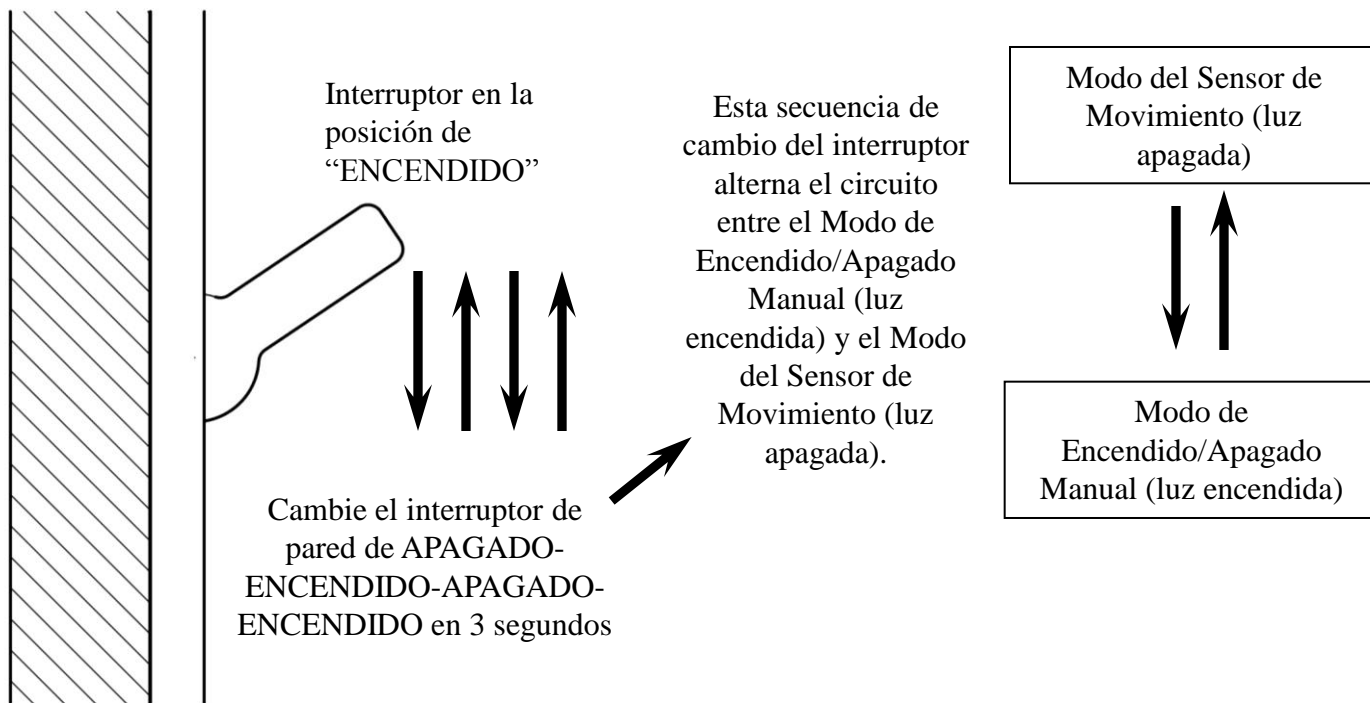 Interruptor en la
posición de
“ENCENDIDO”
Cambie el interruptor de
pared de APAGADO-
ENCENDIDO-APAGADO-
ENCENDIDO en 3 segundos
Esta secuencia de
cambio del interruptor
alterna el circuito
entre el Modo de
Encendido/Apagado
Manual (luz
encendida) y el Modo
del Sensor de
Movimiento (luz
apagada).
Modo del Sensor de
Movimiento (luz
apagada)
Modo de
Encendido/Apagado
Manual (luz encendida)